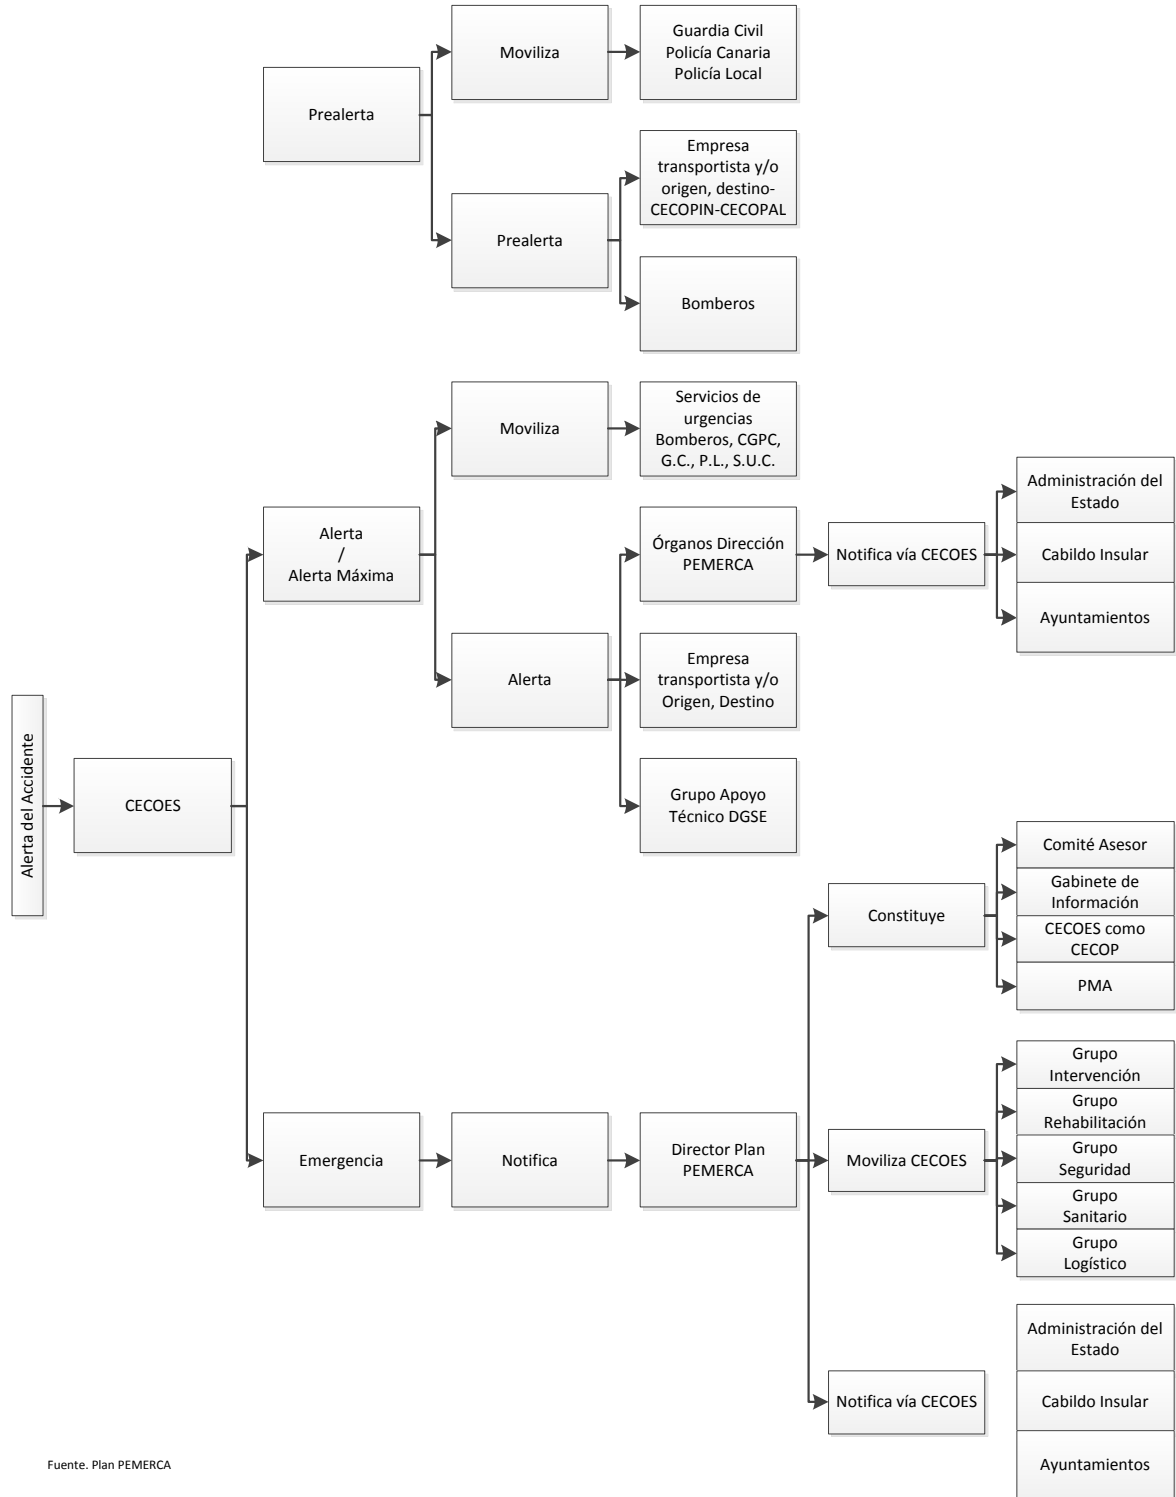 Prealerta
Moviliza
Guardia Civil
Policía Canaria
Policía Local
Prealerta
Empresa
transportista y/o
origen, destino-
CECOPIN-CECOPAL
Bomberos
Alerta del Accidente
CECOES
Alerta
/
Alerta Máxima
Moviliza
Servicios de
urgencias
Bomberos, CGPC,
G.C., P.L., S.U.C.
Alerta
Órganos Dirección
PEMERCA
Notifica vía CECOES
Administración del
Estado
Cabildo Insular
Ayuntamientos
Empresa
transportista y/o
Origen, Destino
Grupo Apoyo
Técnico DGSE
Emergencia
Notifica
Director Plan
PEMERCA
Constituye
Comité Asesor
Gabinete de
Información
CECOES como
CECOP
PMA
Moviliza CECOES
Grupo
Intervención
Grupo
Rehabilitación
Grupo
Seguridad
Grupo
Sanitario
Grupo
Logístico
Notifica vía CECOES
Administración del
Estado
Cabildo Insular
Ayuntamientos
Fuente. Plan PEMERCA